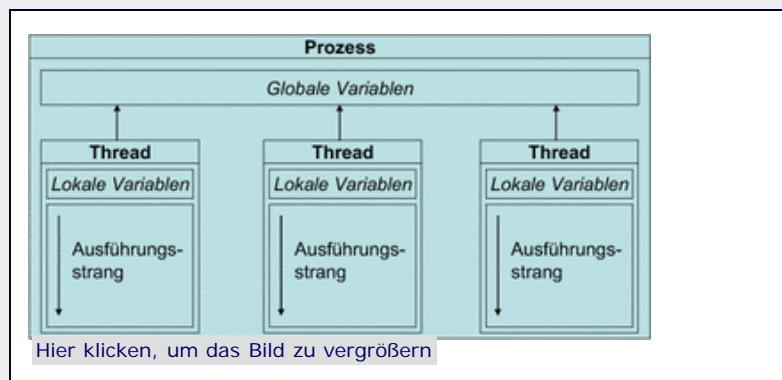 Prozess
Globale Variablen
Thread
Thread
Thread
Lokale Variablen
Lokale Variablen
Lokale Variablen
Ausführungs-
strang
Ausführungs-
strang
Ausführungs-
strang
Hier klicken, um das Bild zu vergrößern